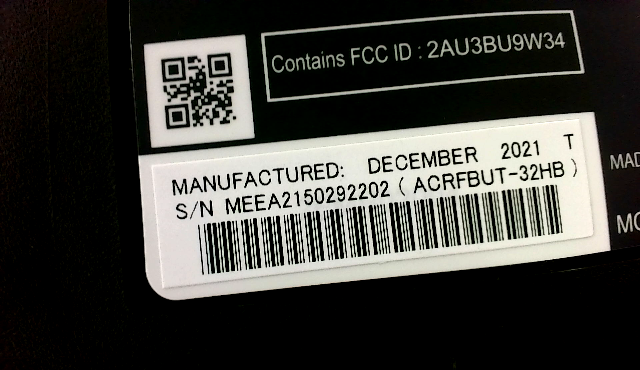 Contains FCC ID : 2AU3BU9W34
MANUFACTURED: DECEMBER 2021 T
S/N MEEA2150292202 ( ACRFBUT-32HB )